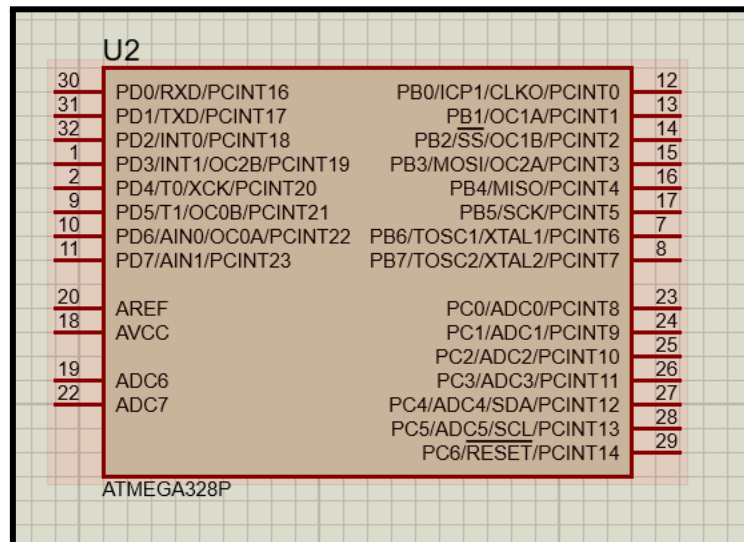 U2
30 PD0/RXD/PCINT16 PB0/ICP1/CLKO/PCINT0 12
31 PD1/TXD/PCINT17 PB1/OC1A/PCINT1 13
32 PD2/INT0/PCINT18 PB2/SS/OC1B/PCINT2 14
1 PD3/INT1/OC2B/PCINT19 PB3/MOSI/OC2A/PCINT3 15
2 PD4/T0/XCK/PCINT20 PB4/MISO/PCINT4 16
9 PD5/T1/OC0B/PCINT21 PB5/SCK/PCINT5 17
10 PD6/AIN0/OC0A/PCINT22 PB6/TOSC1/XTAL1/PCINT6 7
11 PD7/AIN1/PCINT23 PB7/TOSC2/XTAL2/PCINT7 8
20 AREF PC0/ADC0/PCINT8 23
18 AVCC PC1/ADC1/PCINT9 24
PC2/ADC2/PCINT10 25
19 ADC6 PC3/ADC3/PCINT11 26
22 ADC7 PC4/ADC4/SDA/PCINT12 27
PC5/ADC5/SCL/PCINT13 28
PC6/RESET/PCINT14 29
ATMEGA328P